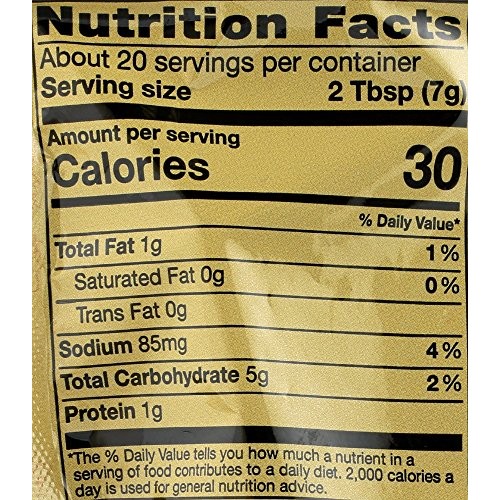 Nutrition Facts
About 20 servings per container
Serving size 2 Tbsp (7g)
Amount per serving
Calories 30
% Daily Value*
Total Fat 1g 1%
Saturated Fat 0g 0%
Trans Fat 0g
Sodium 85mg 4%
Total Carbohydrate 5g 2%
Protein 1g
*The % Daily Value tells you how much a nutrient in a
serving of food contributes to a daily diet. 2,000 calories a
day is used for general nutrition advice.